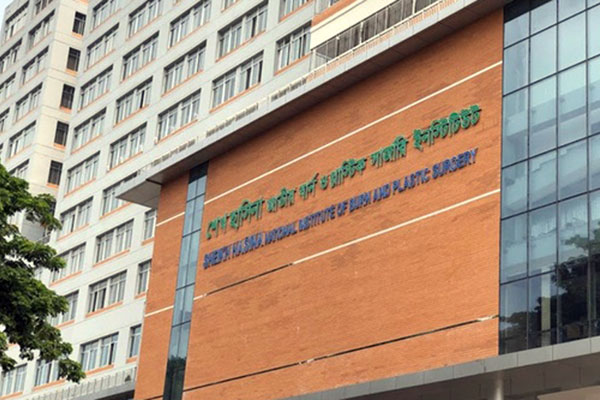 শেখ হাসিনা জাতীয় বার্ন ও প্লাস্টিক সার্জারি ইনস্টিটিউট
SHEIKH HASINA NATIONAL INSTITUTE OF BURN AND PLASTIC SURGERY